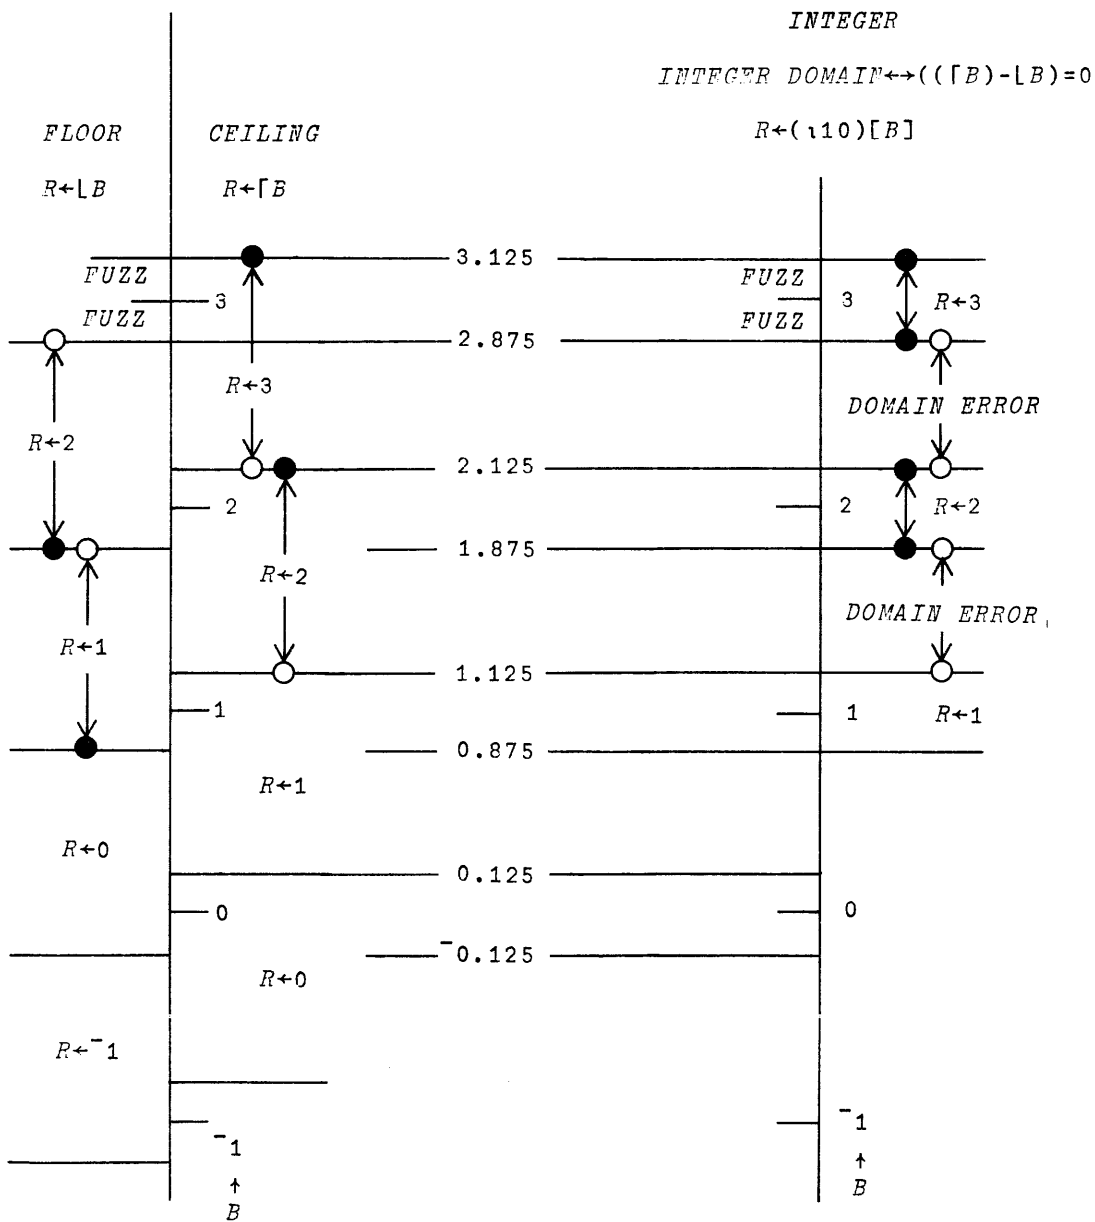 INTEGER
INTEGER DOMAIN↔((⌈B)-⌊B)=0
FLOOR CEILING R←(⍳10)[B]
R←⌊B R←⌈B
3.125
FUZZ FUZZ
3 3 R←3
FUZZ FUZZ
2.875
R←3
DOMAIN ERROR
R←2
2.125
2 2 R←2
1.875
R←2
DOMAIN ERROR
R←1
1.125
1 1 R←1
0.875
R←1
R←0
0.125
0 0
¯0.125
R←0
R←¯1
¯1 ¯1
↑ ↑
B B